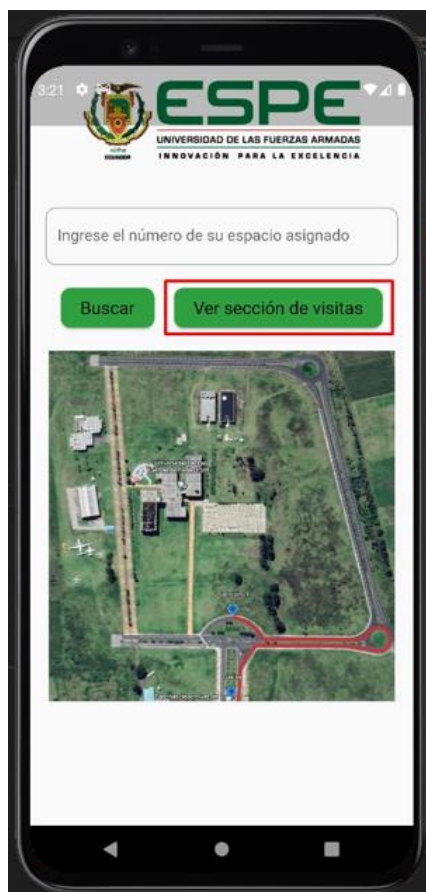 3:21
ESPE
UNIVERSIDAD DE LAS FUERZAS ARMADAS
INNOVACIÓN PARA LA EXCELENCIA
ECUADOR
Ingrese el número de su espacio asignado
Buscar
Ver sección de visitas